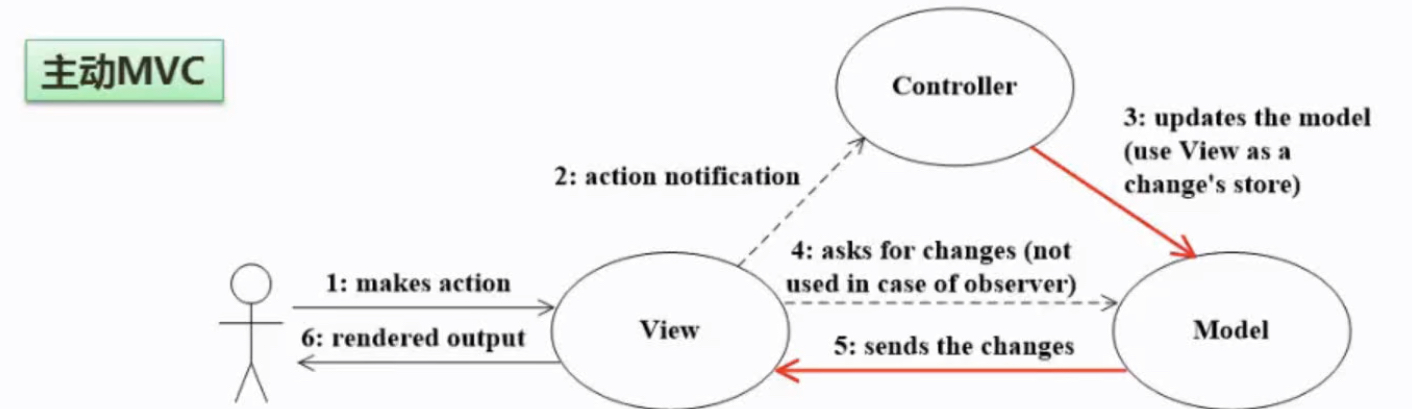 主动MVC
Controller
3: updates the model
(use View as a
change's store)
2: action notification
4: asks for changes (not
used in case of observer)
1: makes action
6: rendered output
View
5: sends the changes
Model